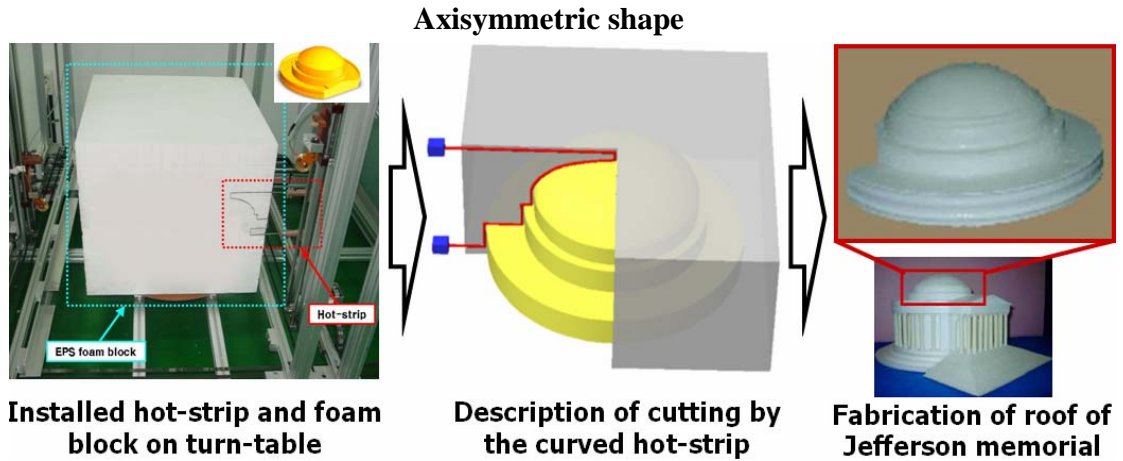 Axisymmetric shape
Hot-strip
EPS foam block
Installed hot-strip and foam
block on turn-table
Description of cutting by
the curved hot-strip
Fabrication of roof of
Jefferson memorial